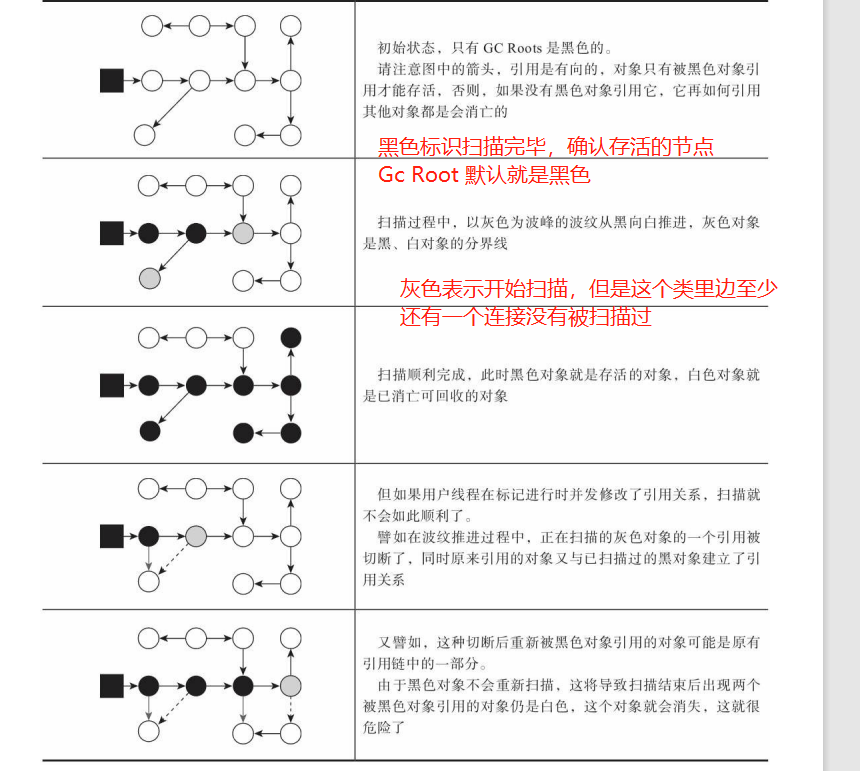 初始状态，只有 GC Roots 是黑色的。
请注意图中的箭头，引用是有向的，对象只有被黑色对象引
用才能存活，否则，如果没有黑色对象引用它，它再如何引用
其他对象都是会消亡的
黑色标识扫描完毕，确认存活的节点
Gc Root 默认就是黑色
扫描过程中，以灰色为波峰的波纹从黑向白推进，灰色对象
是黑、白对象的分界线
灰色表示开始扫描，但是这个类里边至少
还有一个连接没有被扫描过
扫描顺利完成，此时黑色对象就是存活的对象，白色对象就
是已消亡可回收的对象
但如果用户线程在标记进行时并发修改了引用关系，扫描就
不会如此顺利了。
譬如在波纹推进过程中，正在扫描的灰色对象的一个引用被
切断了，同时原来引用的对象又与已扫描过的黑对象建立了引
用关系
又譬如，这种切断后重新被黑色对象引用的对象可能是原有
引用链中的一部分。
由于黑色对象不会重新扫描，这将导致扫描结束后出现两个
被黑色对象引用的对象仍是白色，这个对象就会消失，这就很
危险了